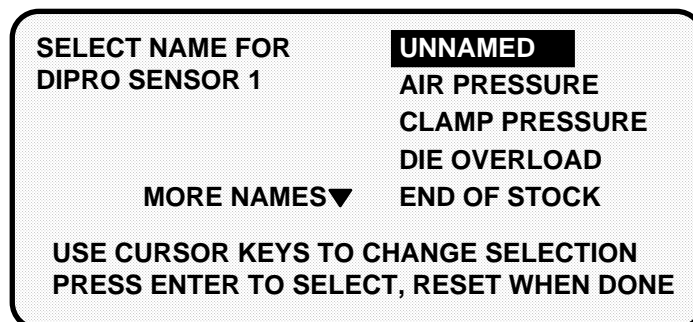 SELECT NAME FOR
DIPRO SENSOR 1
MORE NAMES▼
UNNAMED
AIR PRESSURE
CLAMP PRESSURE
DIE OVERLOAD
END OF STOCK
USE CURSOR KEYS TO CHANGE SELECTION
PRESS ENTER TO SELECT, RESET WHEN DONE